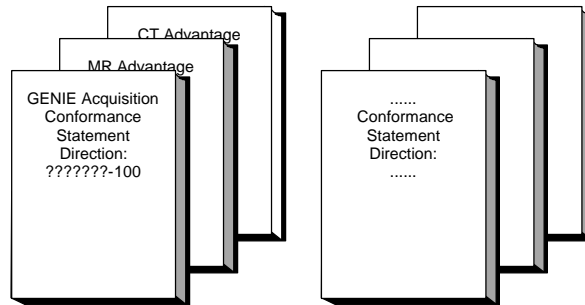 CT Advantage
MR Advantage
GENIE Acquisition
Conformance
Statement
Direction:
???????-100
......
Conformance
Statement
Direction:
......